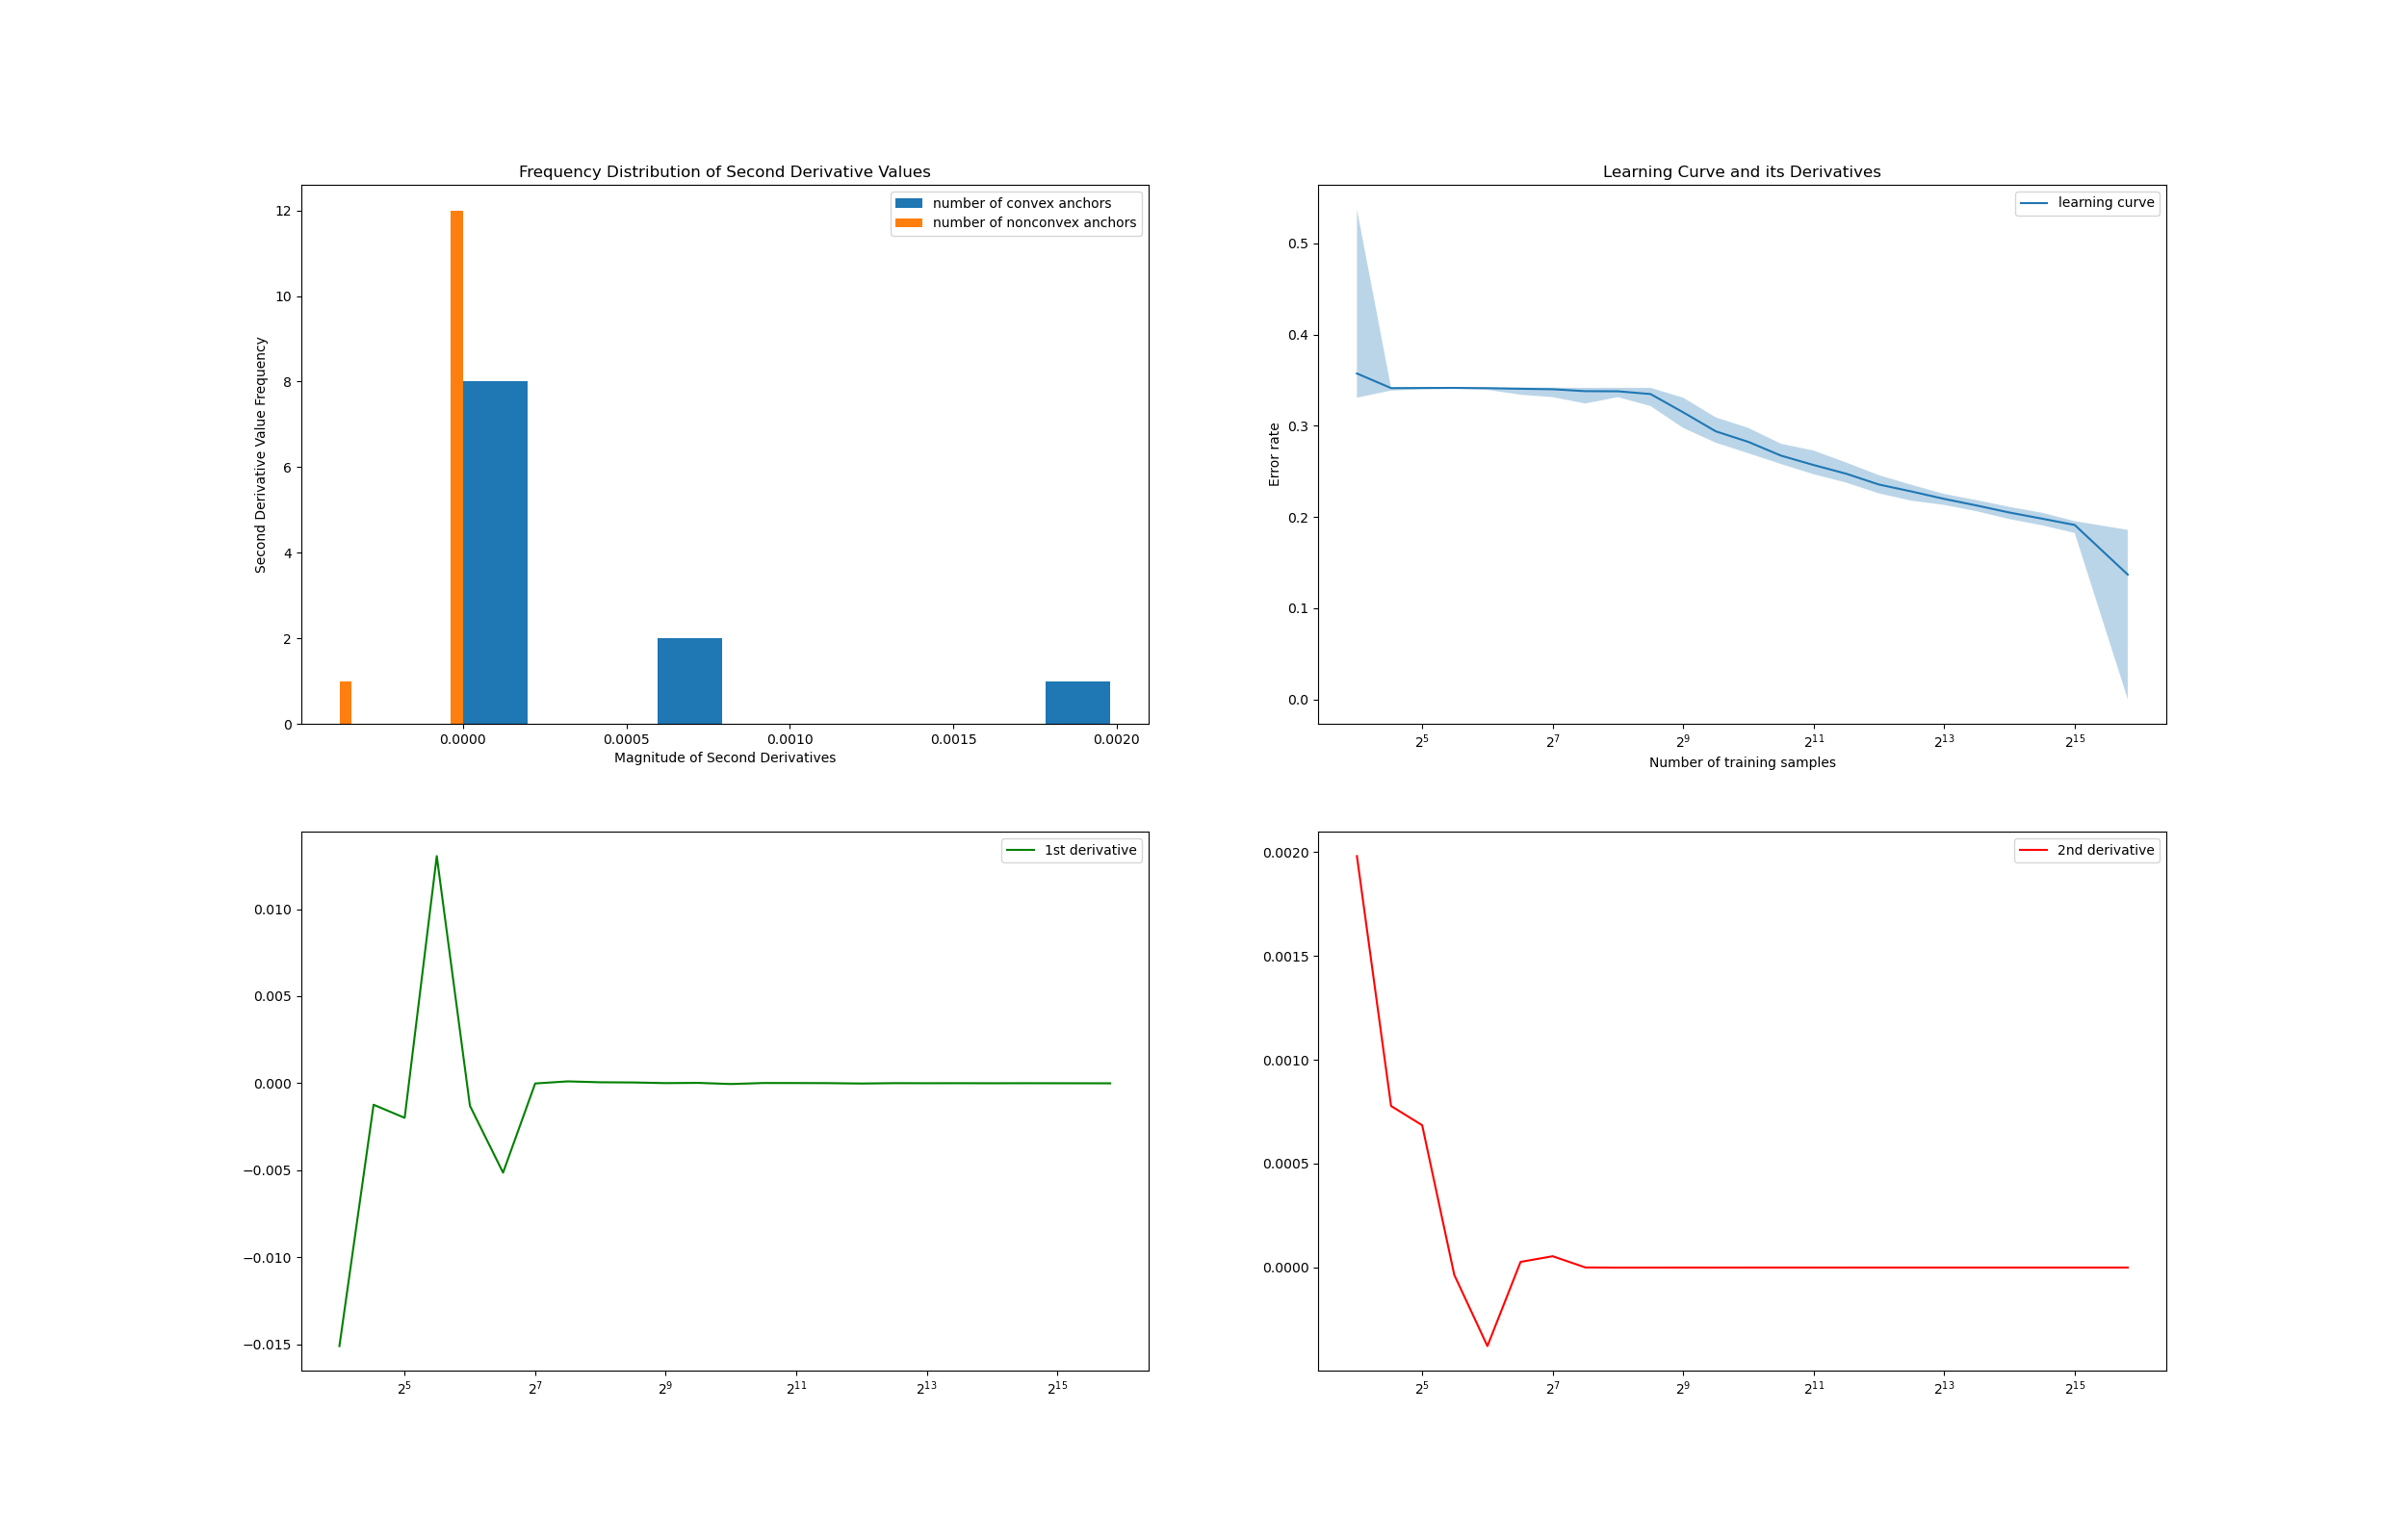 Frequency Distribution of Second Derivative Values
number of convex anchors
number of nonconvex anchors
12
10
8
6
4
2
0
Second Derivative Value Frequency
0.0000 0.0005 0.0010 0.0015 0.0020
Magnitude of Second Derivatives
Learning Curve and its Derivatives
learning curve
0.5
0.4
0.3
0.2
0.1
0.0
Error rate
2^5 2^7 2^9 2^11 2^13 2^15
Number of training samples
1st derivative
0.010
0.005
0.000
−0.005
−0.010
−0.015
2^5 2^7 2^9 2^11 2^13 2^15
2nd derivative
0.0020
0.0015
0.0010
0.0005
0.0000
2^5 2^7 2^9 2^11 2^13 2^15